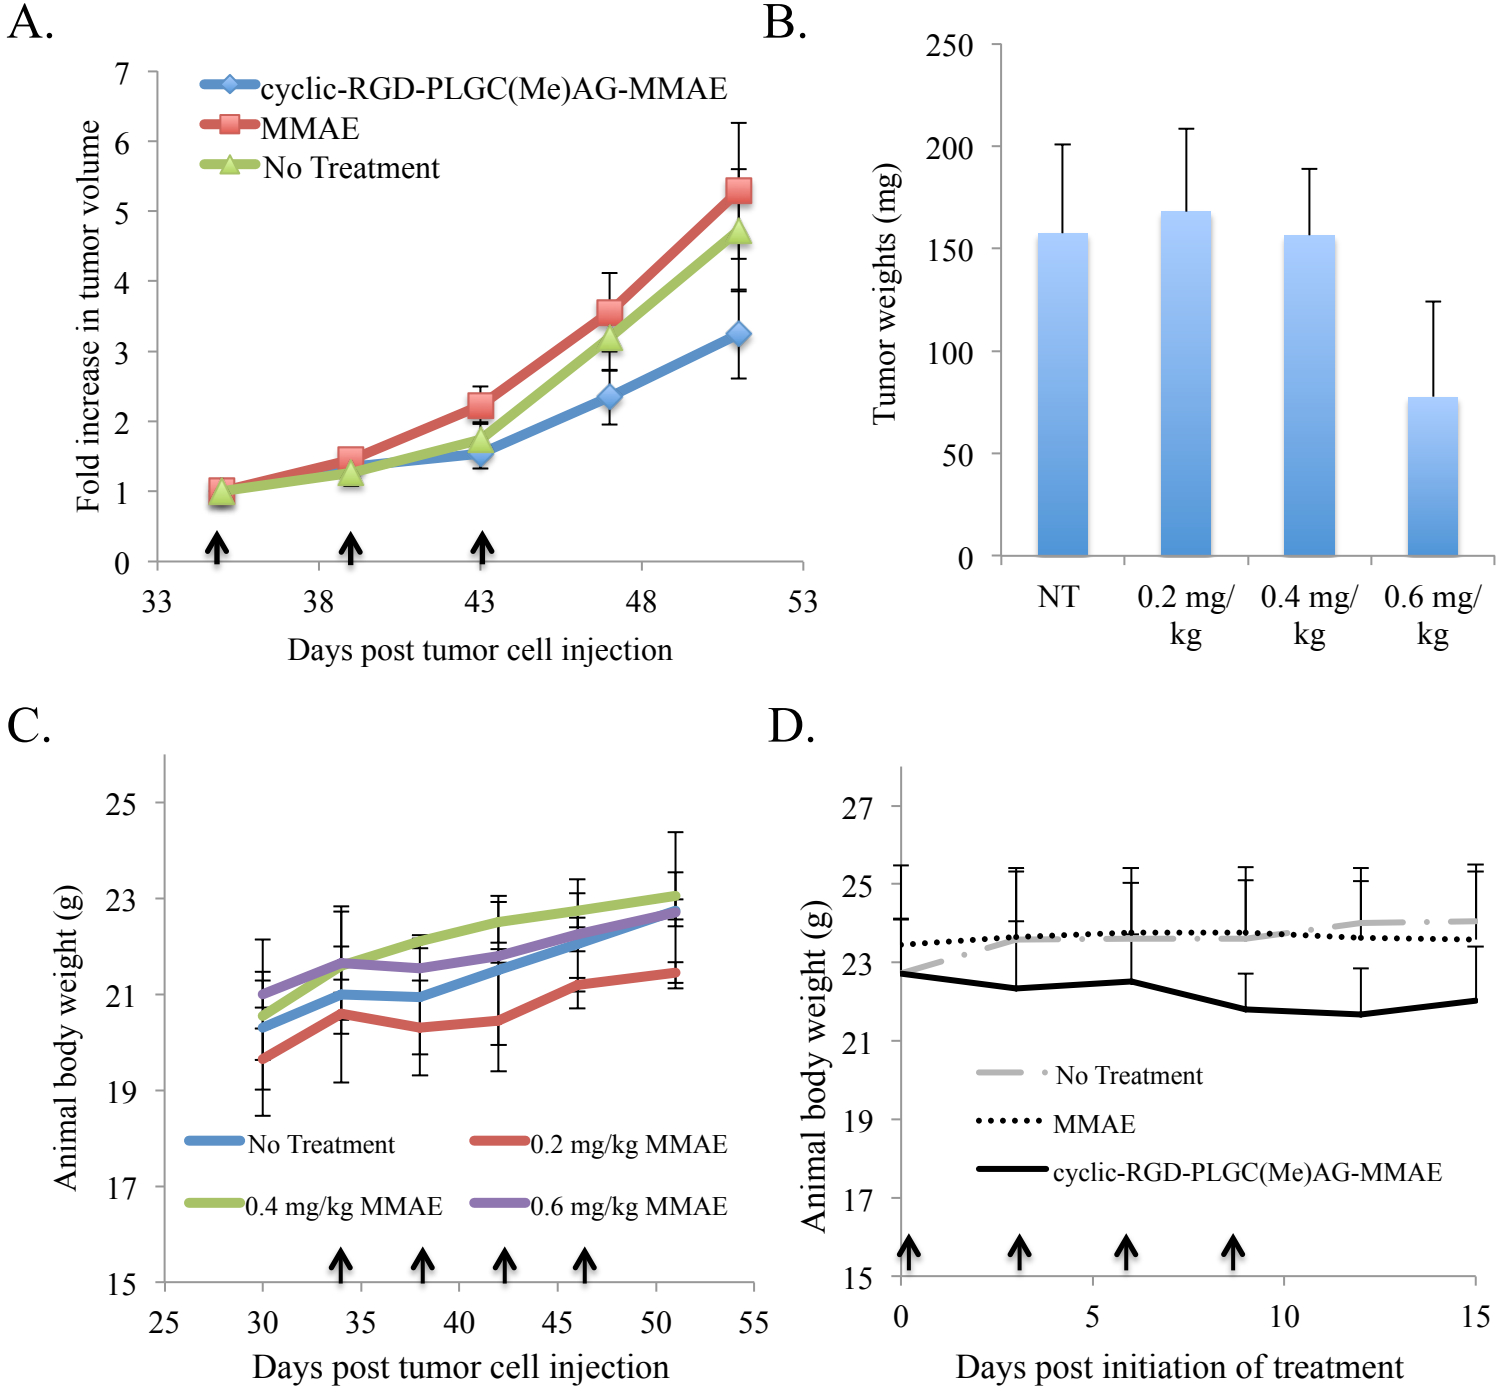 A.
7
6
5
4
3
2
1
0
Fold increase in tumor volume
cyclic-RGD-PLGC(Me)AG-MMAE
MMAE
No Treatment
33 38 43 48 53
Days post tumor cell injection
B.
250
200
150
100
50
0
Tumor weights (mg)
NT 0.2 mg/ 0.4 mg/ 0.6 mg/
kg kg kg
C.
25
23
21
19
17
15
Animal body weight (g)
No Treatment 0.2 mg/kg MMAE
0.4 mg/kg MMAE 0.6 mg/kg MMAE
25 30 35 40 45 50 55
Days post tumor cell injection
D.
27
25
23
21
19
17
15
Animal body weight (g)
No Treatment
MMAE
cyclic-RGD-PLGC(Me)AG-MMAE
0 5 10 15
Days post initiation of treatment